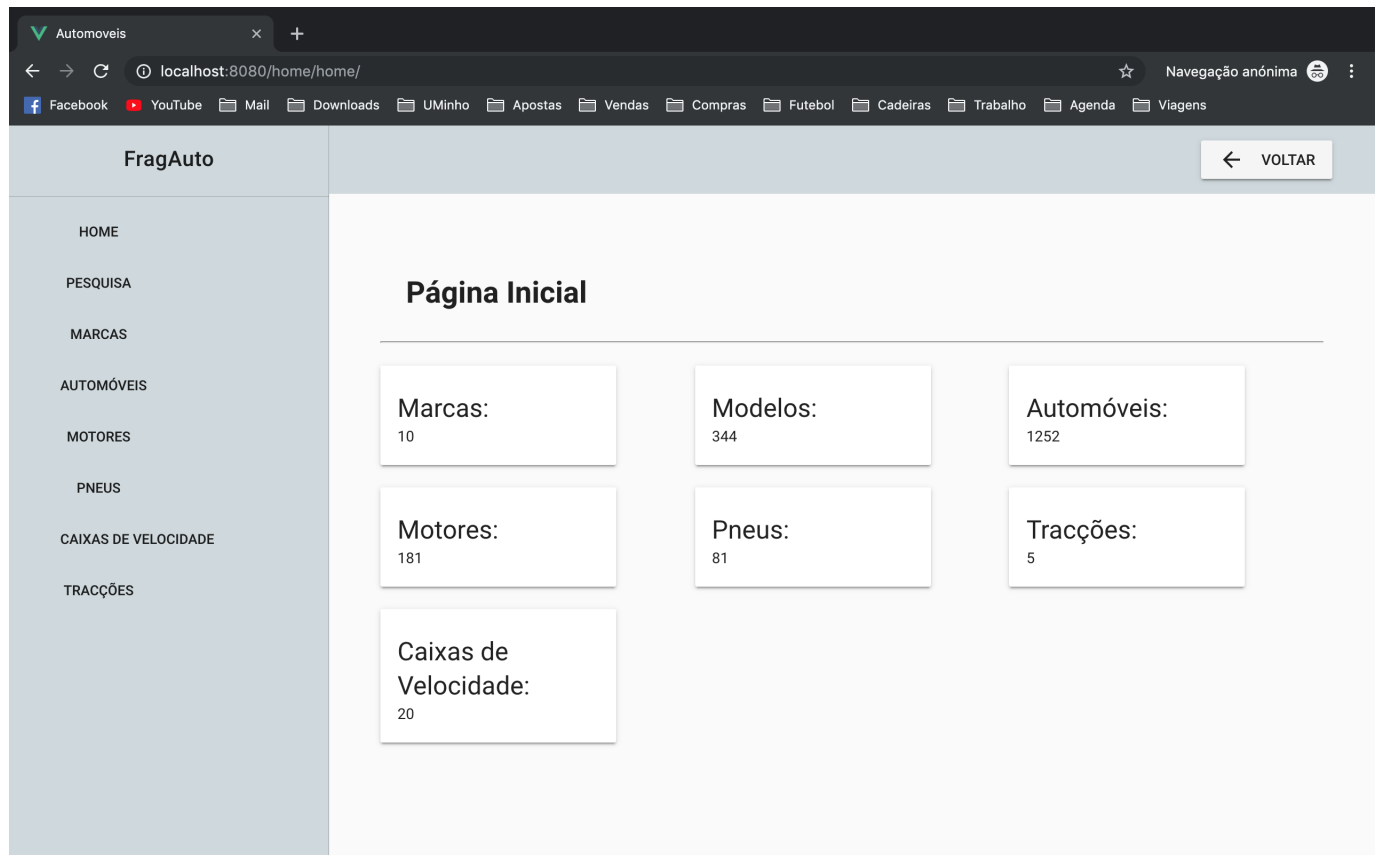 Automoveis
localhost:8080/home/home/
Navegação anónima
Facebook YouTube Mail Downloads UMinho Apostas Vendas Compras Futebol Cadeiras Trabalho Agenda Viagens
FragAuto
VOLTAR
HOME
PESQUISA
MARCAS
AUTOMÓVEIS
MOTORES
PNEUS
CAIXAS DE VELOCIDADE
TRACÇÕES
Página Inicial
Marcas:
10
Modelos:
344
Automóveis:
1252
Motores:
181
Pneus:
81
Tracções:
5
Caixas de
Velocidade:
20